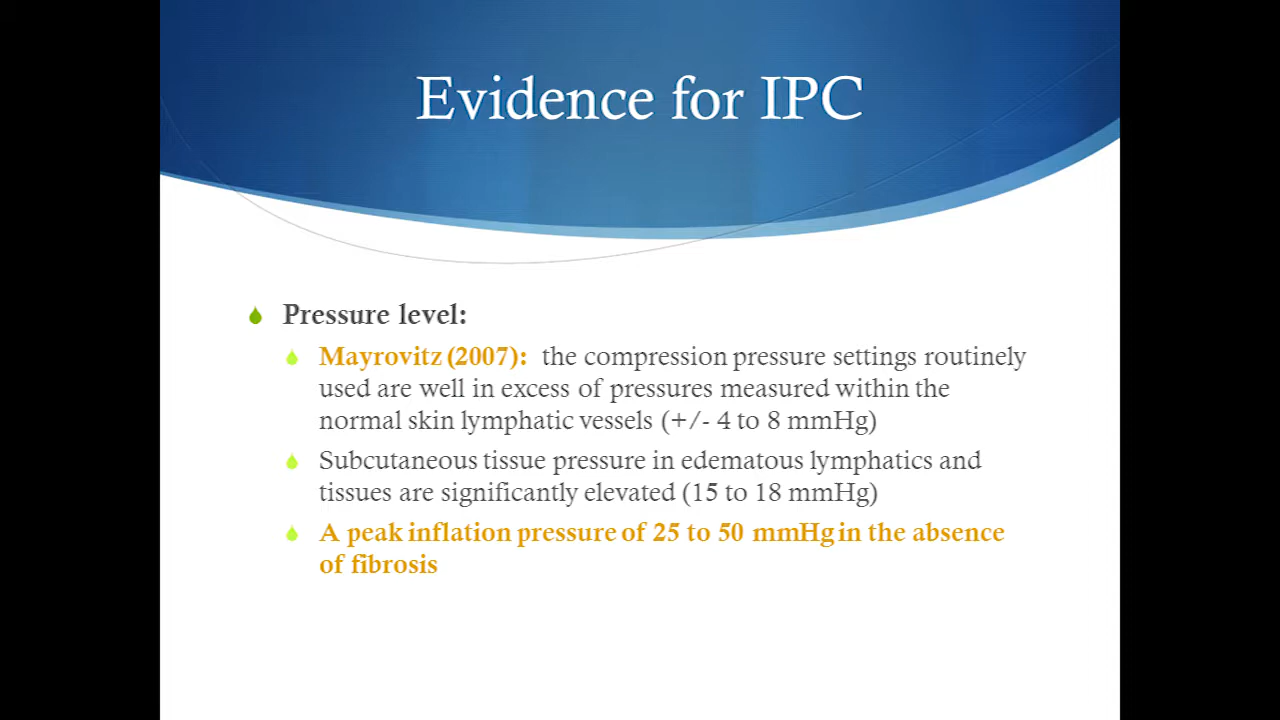 Evidence for IPC
Pressure level:
Mayrovitz (2007): the compression pressure settings routinely
used are well in excess of pressures measured within the
normal skin lymphatic vessels (+/- 4 to 8 mmHg)
Subcutaneous tissue pressure in edematous lymphatics and
tissues are significantly elevated (15 to 18 mmHg)
A peak inflation pressure of 25 to 50 mmHg in the absence
of fibrosis